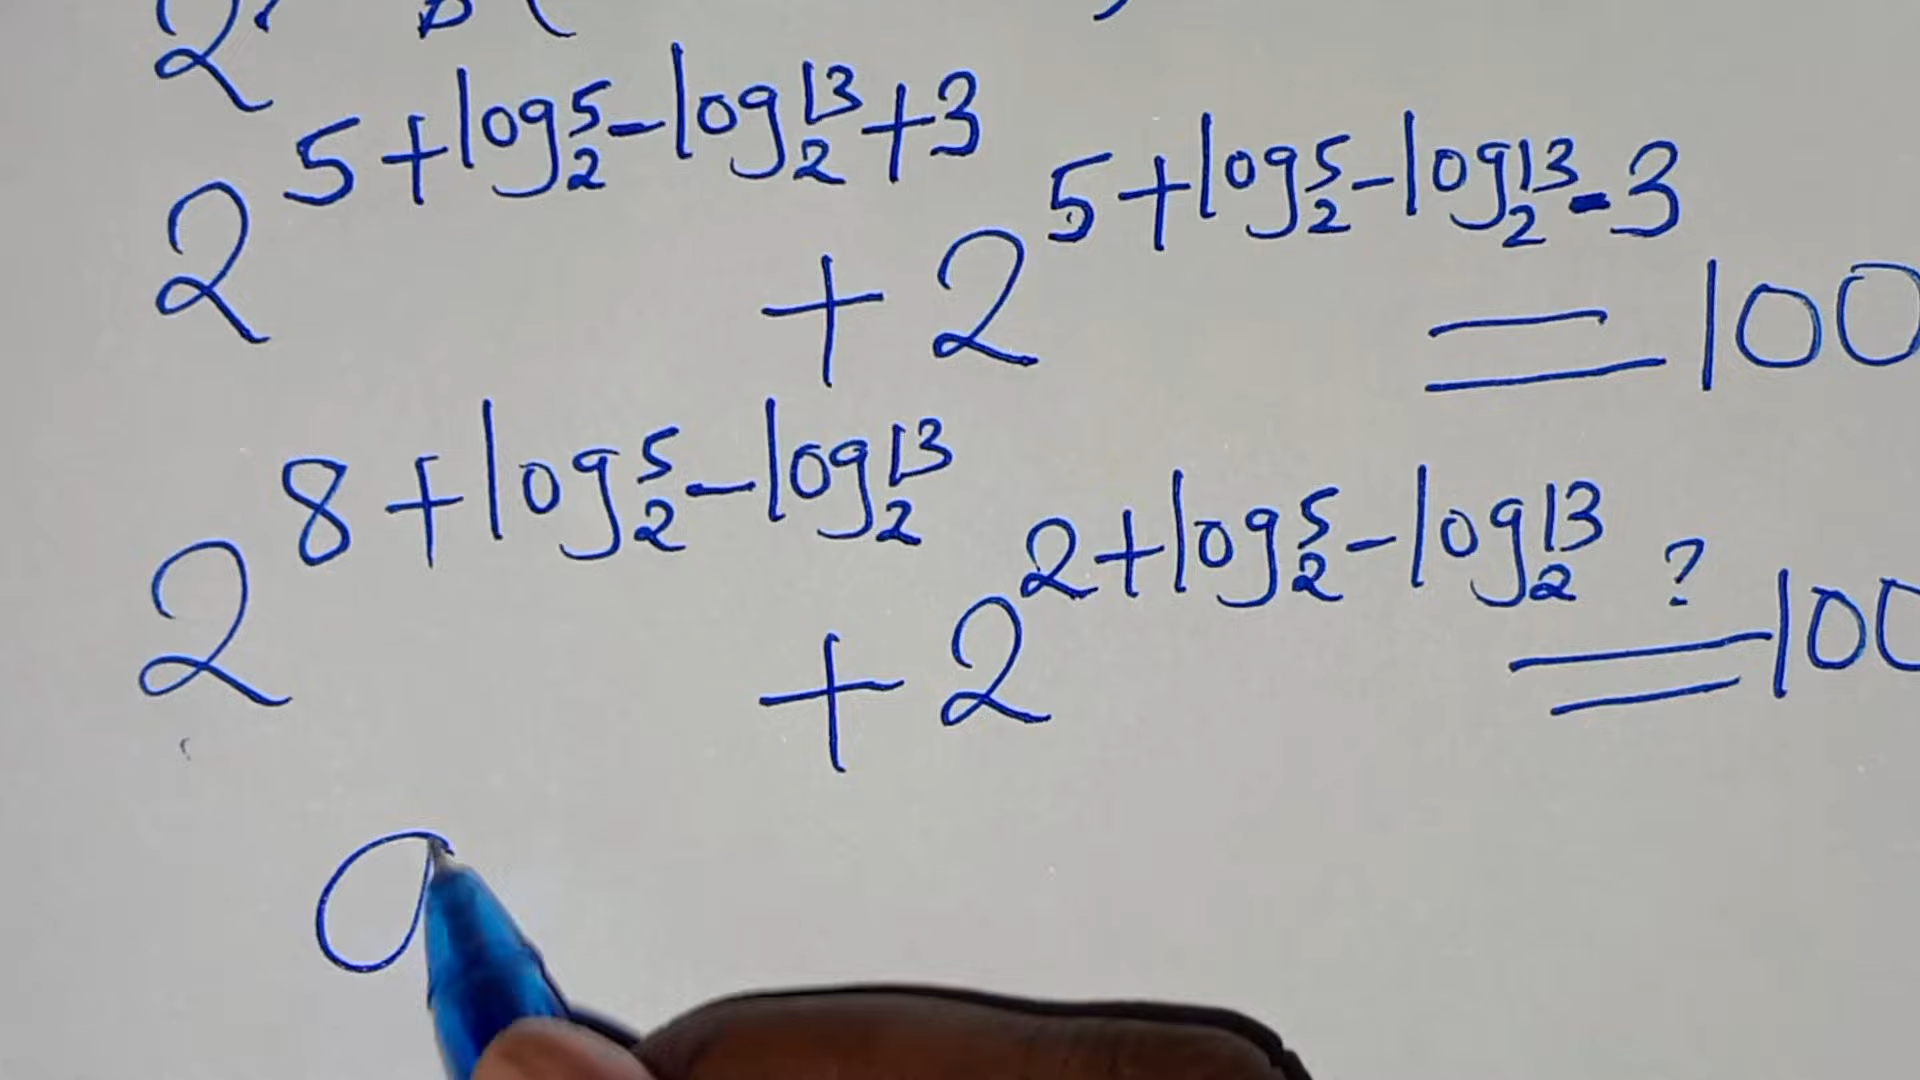 2^{5+log_2^5-log_2^{13}+3} + 2^{5+log_2^5-log_2^{13}-3} = 100
2^{8+log_2^5-log_2^{13}} + 2^{2+log_2^5-log_2^{13}} ?= 100